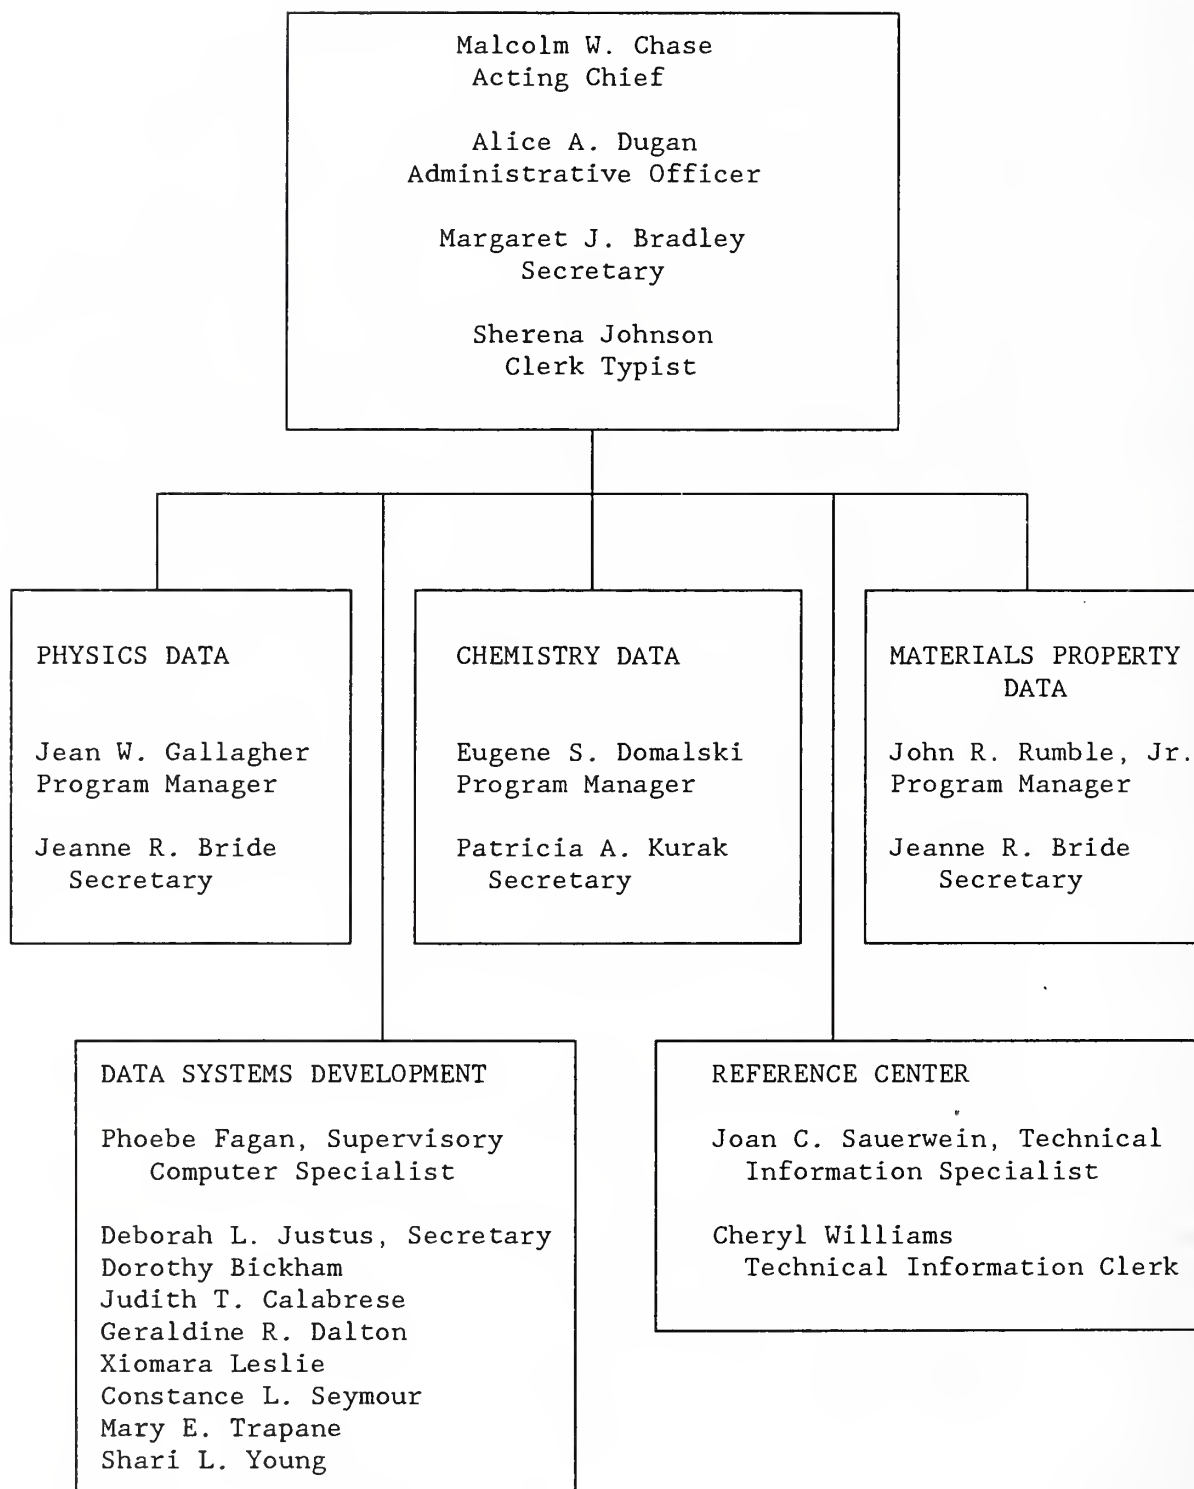 Malcolm W. Chase
Acting Chief
Alice A. Dugan
Administrative Officer
Margaret J. Bradley
Secretary
Sherena Johnson
Clerk Typist
PHYSICS DATA
Jean W. Gallagher
Program Manager
Jeanne R. Bride
Secretary
CHEMISTRY DATA
Eugene S. Domalski
Program Manager
Patricia A. Kurak
Secretary
MATERIALS PROPERTY
DATA
John R. Rumble, Jr.
Program Manager
Jeanne R. Bride
Secretary
DATA SYSTEMS DEVELOPMENT
Phoebe Fagan, Supervisory
Computer Specialist
Deborah L. Justus, Secretary
Dorothy Bickham
Judith T. Calabrese
Geraldine R. Dalton
Xiomara Leslie
Constance L. Seymour
Mary E. Trapane
Shari L. Young
REFERENCE CENTER
Joan C. Sauerwein, Technical
Information Specialist
Cheryl Williams
Technical Information Clerk